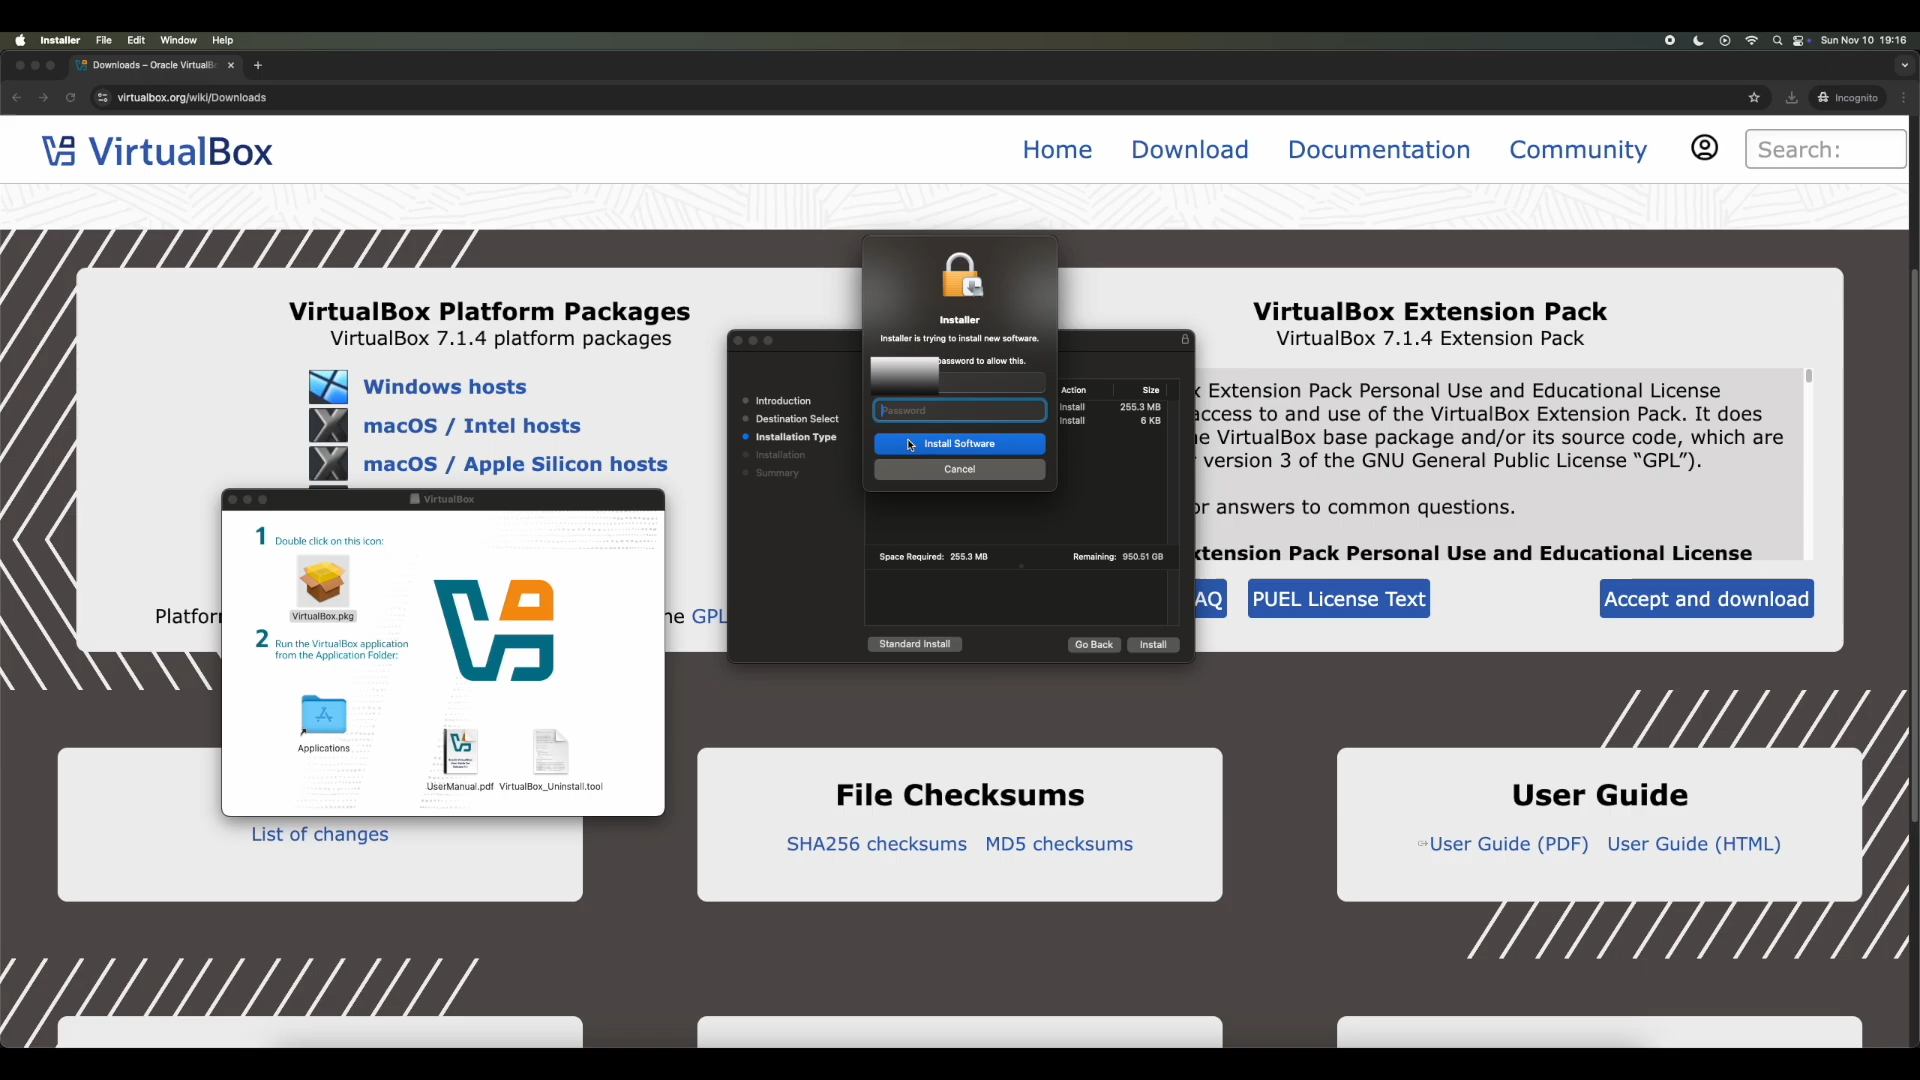 Installer File Edit Window Help
Sun Nov 10 19:16
Downloads – Oracle VirtualB
virtualbox.org/wiki/Downloads
Incognito
VirtualBox
Home Download Documentation Community
Search:
VirtualBox Platform Packages
VirtualBox 7.1.4 platform packages
Windows hosts
macOS / Intel hosts
macOS / Apple Silicon hosts
Platfor
he GPL
VirtualBox Extension Pack
VirtualBox 7.1.4 Extension Pack
Extension Pack Personal Use and Educational License
access to and use of the VirtualBox Extension Pack. It does
e VirtualBox base package and/or its source code, which are
version 3 of the GNU General Public License “GPL”).
or answers to common questions.
xtension Pack Personal Use and Educational License
AQ
PUEL License Text
Accept and download
Installer
Installer is trying to install new software.
password to allow this.
Password
Install Software
Cancel
Introduction
Destination Select
Installation Type
Installation
Summary
Action Size
Install 255.3 MB
Install 6 KB
Space Required: 255.3 MB Remaining: 950.51 GB
Standard Install
Go Back
Install
VirtualBox
1 Double click on this icon:
VirtualBox.pkg
2 Run the VirtualBox application
from the Application Folder:
Applications
UserManual.pdf
VirtualBox_Uninstall.tool
List of changes
File Checksums
SHA256 checksums MD5 checksums
User Guide
User Guide (PDF) User Guide (HTML)